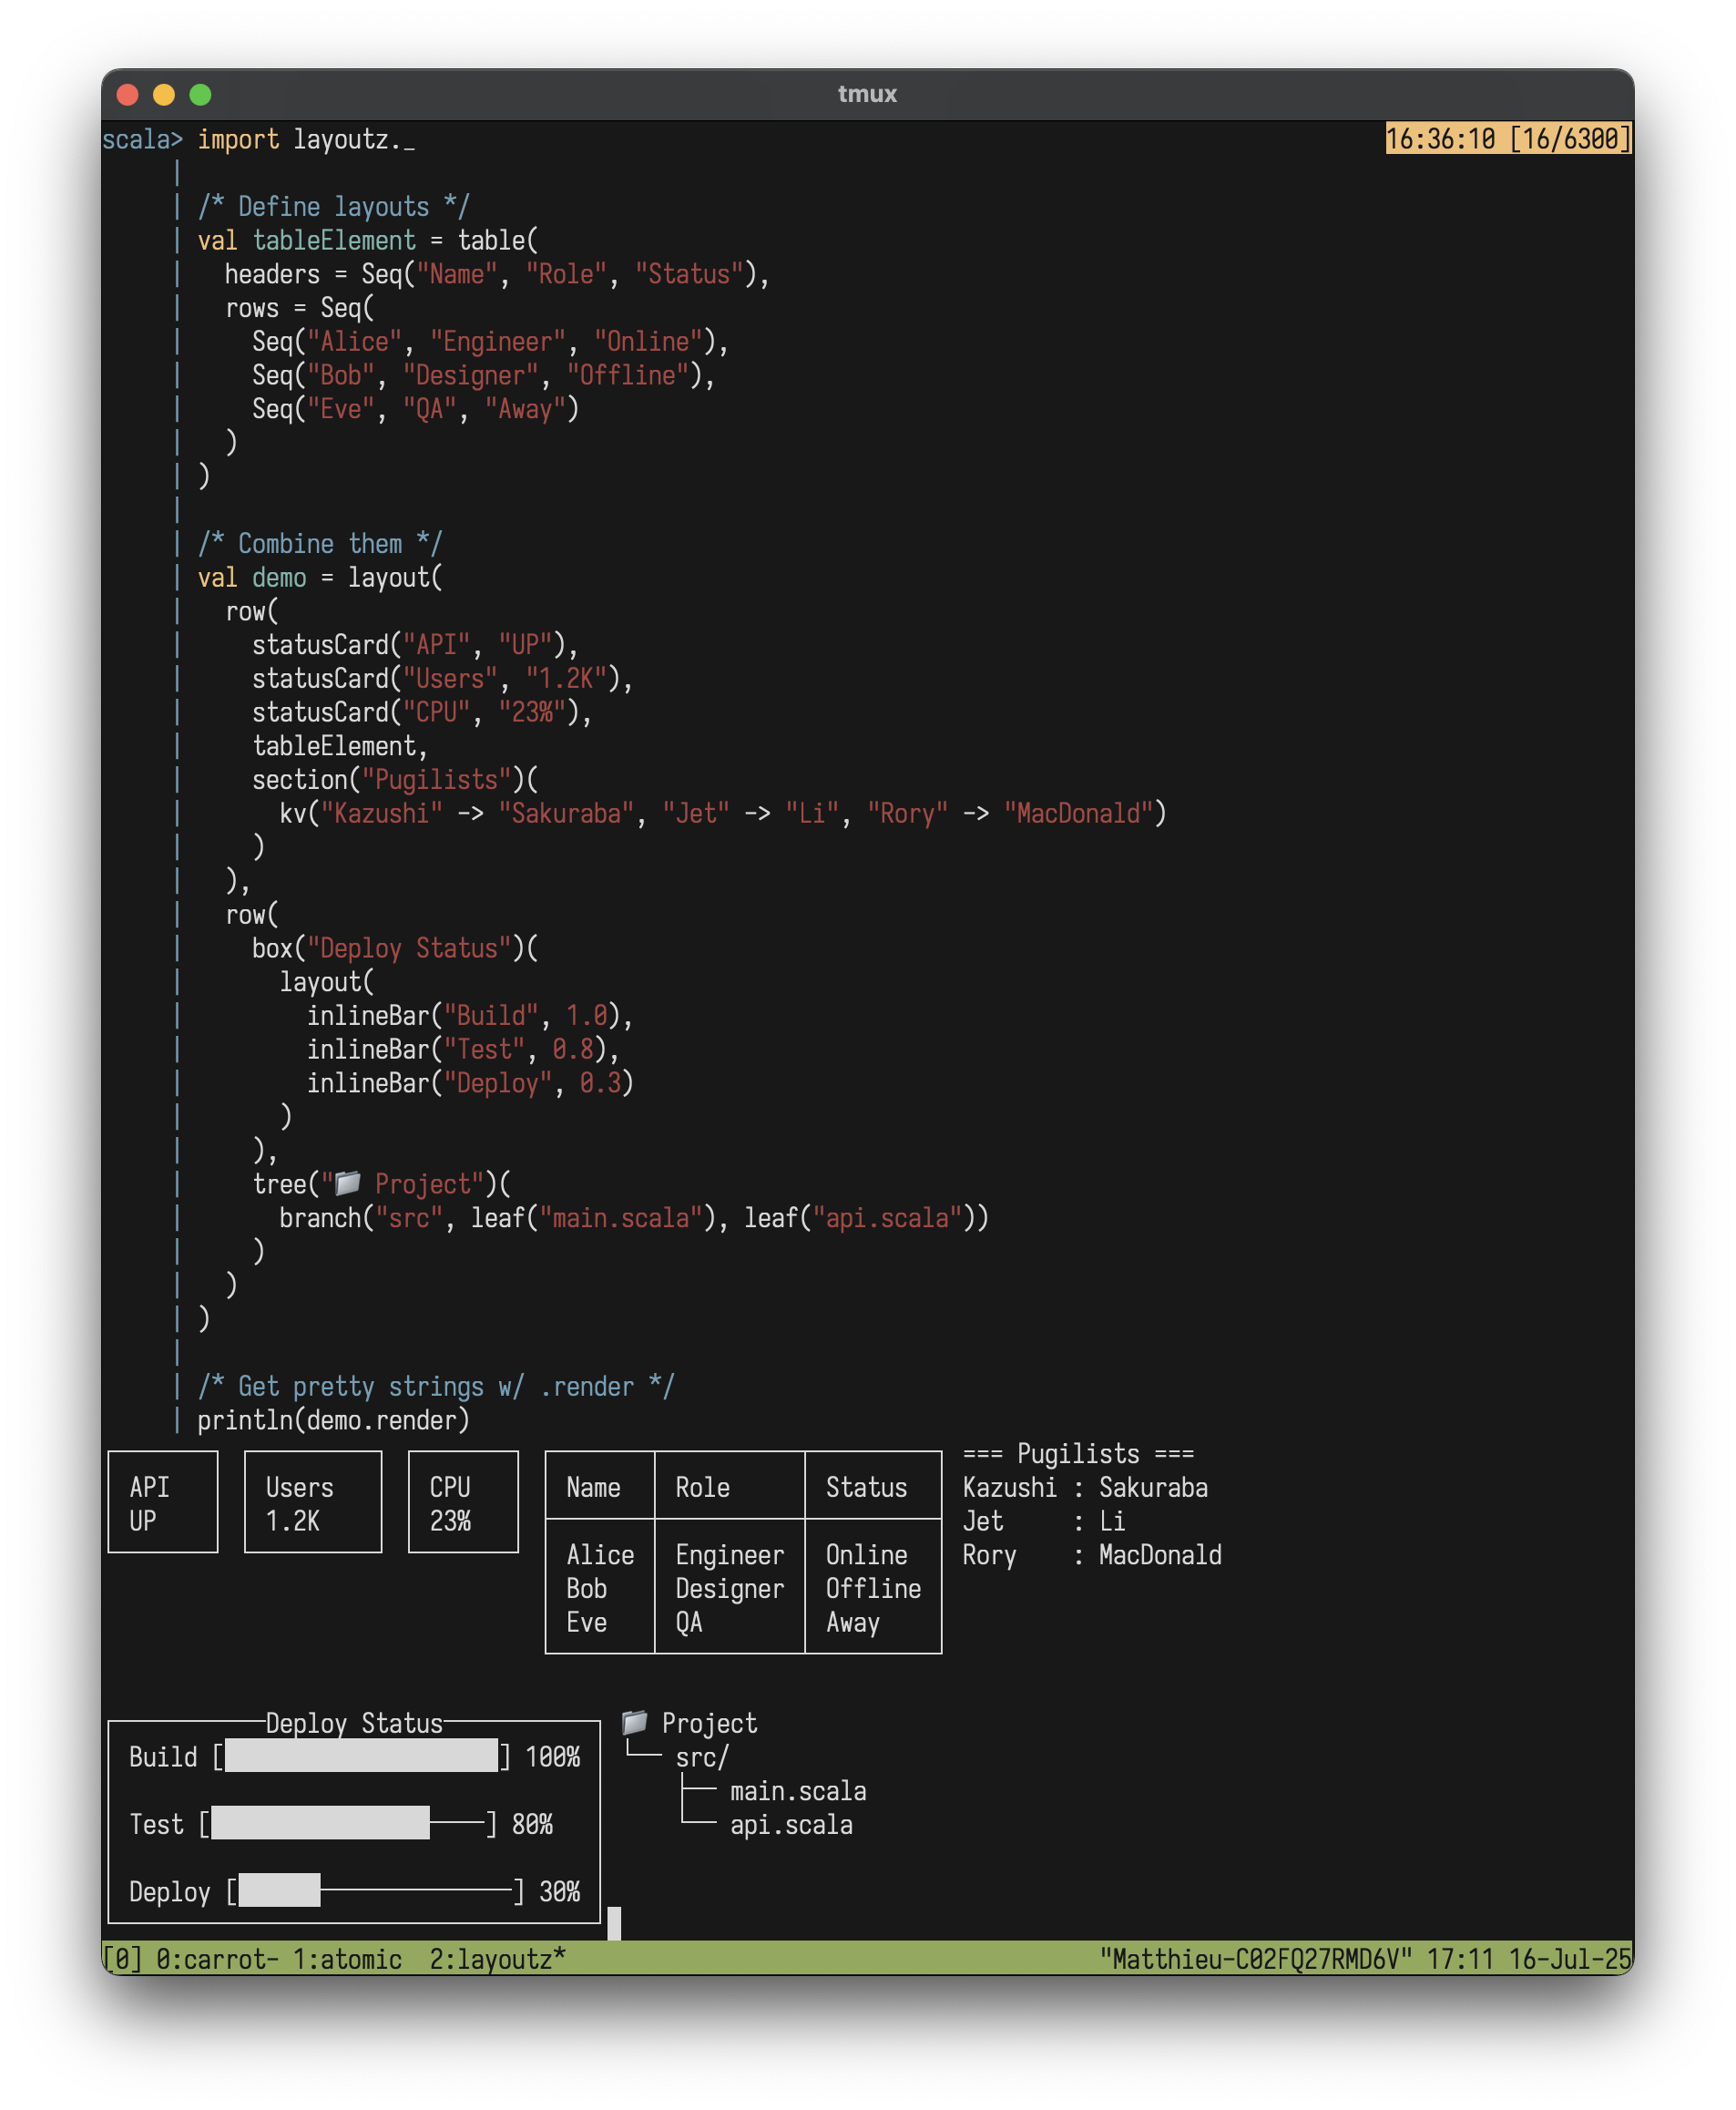 tmux
scala> import layoutz._ 16:36:10 [16/6300]
|
| /* Define layouts */
| val tableElement = table(
|   headers = Seq("Name", "Role", "Status"),
|   rows = Seq(
|     Seq("Alice", "Engineer", "Online"),
|     Seq("Bob", "Designer", "Offline"),
|     Seq("Eve", "QA", "Away")
|   )
| )
|
| /* Combine them */
| val demo = layout(
|   row(
|     statusCard("API", "UP"),
|     statusCard("Users", "1.2K"),
|     statusCard("CPU", "23%"),
|     tableElement,
|     section("Pugilists")(
|       kv("Kazushi" -> "Sakuraba", "Jet" -> "Li", "Rory" -> "MacDonald")
|     )
|   ),
|   row(
|     box("Deploy Status")(
|       layout(
|         inlineBar("Build", 1.0),
|         inlineBar("Test", 0.8),
|         inlineBar("Deploy", 0.3)
|       )
|     ),
|     tree("📁 Project")(
|       branch("src", leaf("main.scala"), leaf("api.scala"))
|     )
|   )
| )
|
| /* Get pretty strings w/ .render */
| println(demo.render)
=== Pugilists ===
API Users CPU Name Role Status Kazushi : Sakuraba
UP 1.2K 23% Jet : Li
Alice Engineer Online Rory : MacDonald
Bob Designer Offline
Eve QA Away
Deploy Status 📁 Project
Build [████████████████████] 100% └── src/
├── main.scala
Test [████████████████────] 80% └── api.scala
Deploy [██████──────────────] 30%
[0] 0:carrot- 1:atomic  2:layoutz* "Matthieu-C02FQ27RMD6V" 17:11 16-Jul-25